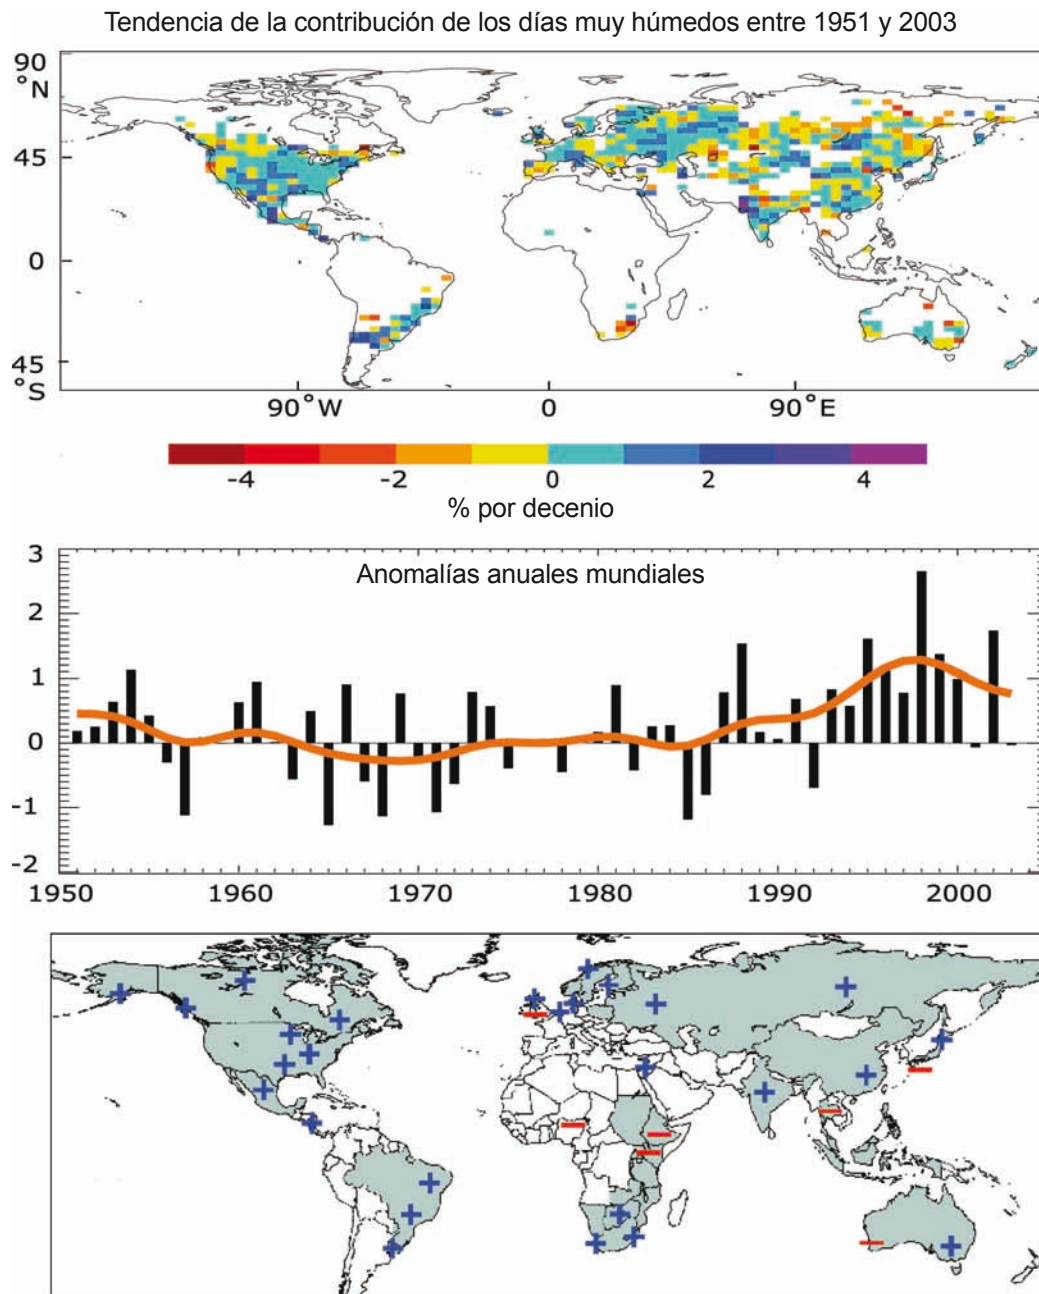 Tendencia de la contribución de los días muy húmedos entre 1951 y 2003
90
°N
45
0
45
°S
90°W 0 90°E
-4 -2 0 2 4
% por decenio
3
Anomalías anuales mundiales
2
1
0
-1
-2
1950 1960 1970 1980 1990 2000